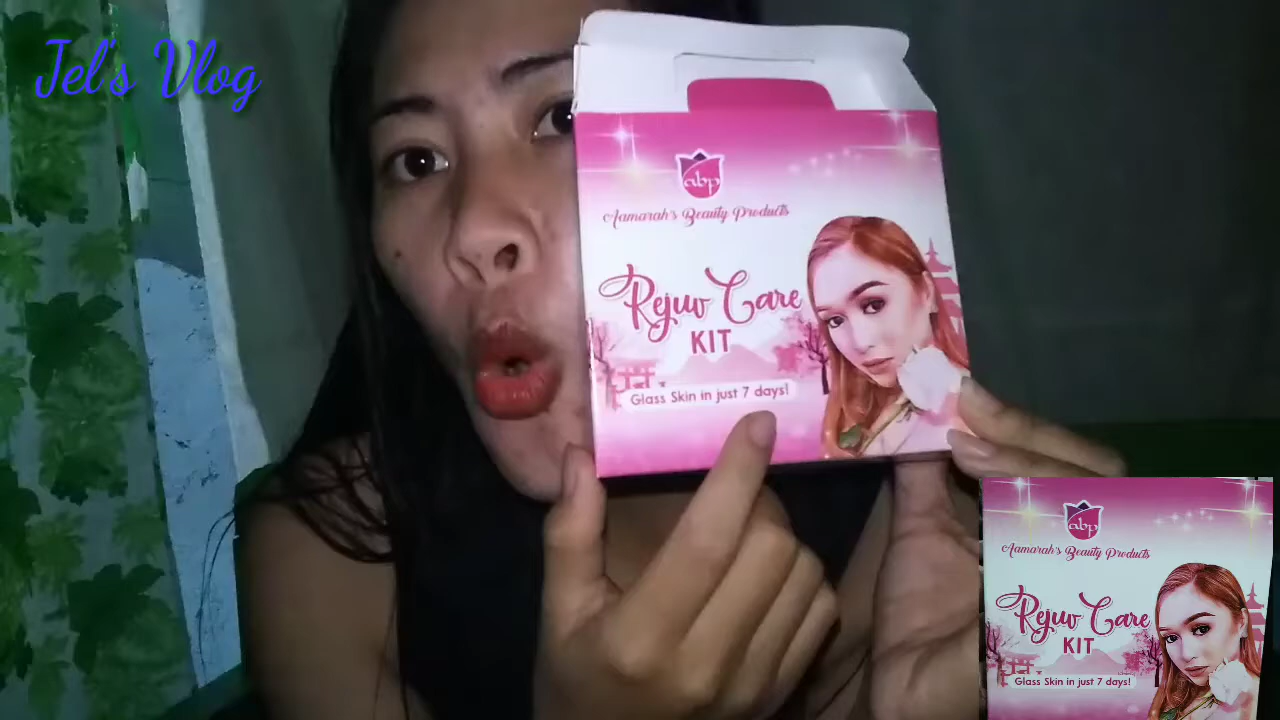 Jel's Vlog
abp
Aamarah's Beauty Products
Rejuv Care
KIT
Glass Skin in just 7 days!
abp
Aamarah's Beauty Products
Rejuv Care
KIT
Glass Skin in just 7 days!